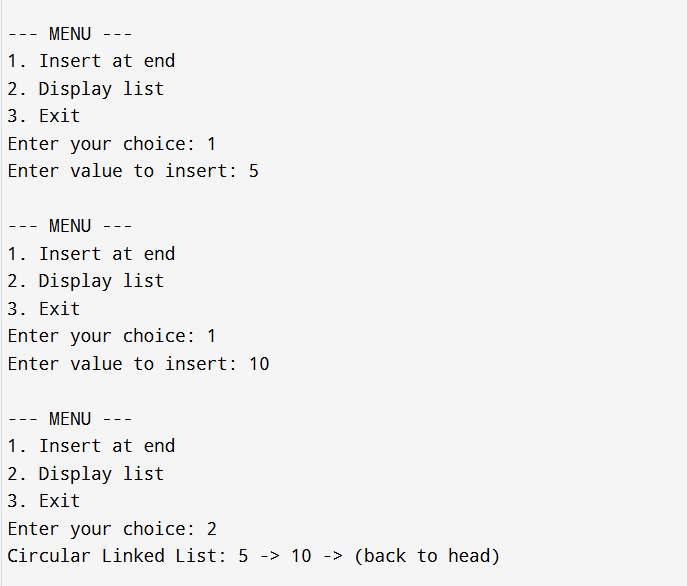 --- MENU ---
1. Insert at end
2. Display list
3. Exit
Enter your choice: 1
Enter value to insert: 5
--- MENU ---
1. Insert at end
2. Display list
3. Exit
Enter your choice: 1
Enter value to insert: 10
--- MENU ---
1. Insert at end
2. Display list
3. Exit
Enter your choice: 2
Circular Linked List: 5 -> 10 -> (back to head)